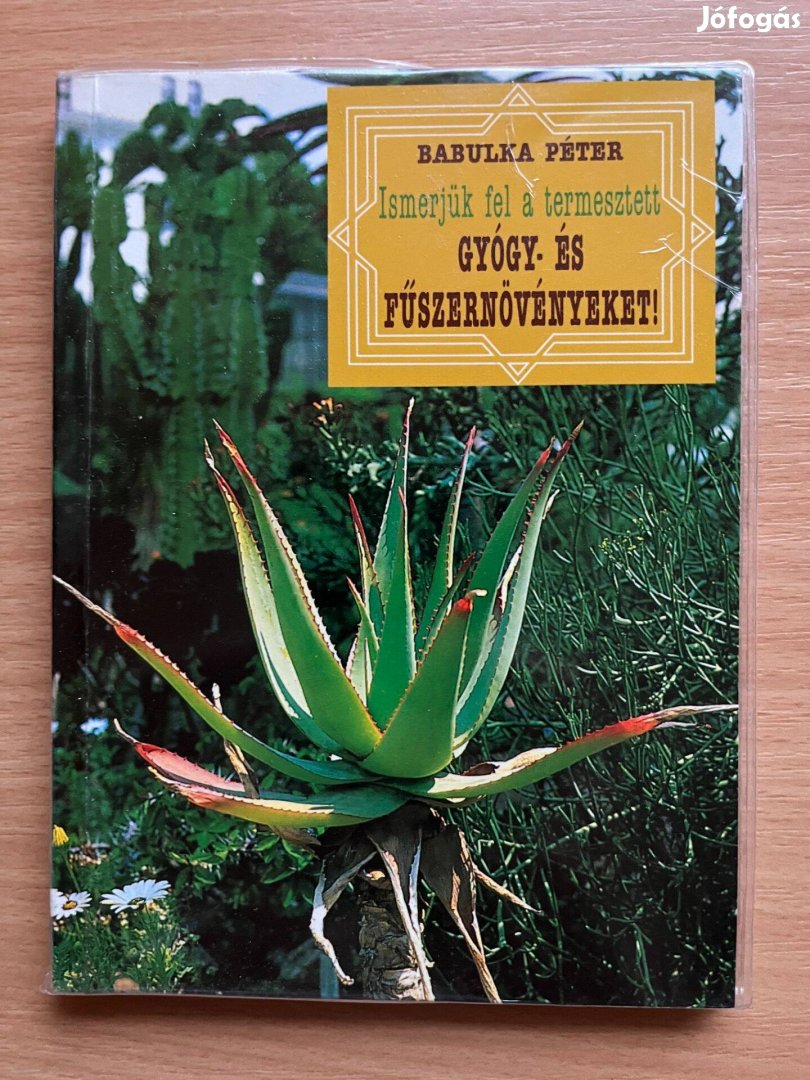 Jófogás
BABULKA PÉTER
Ismerjük fel a termesztett
GYÓGY- ÉS
FŰSZERNÖVÉNYEKET!